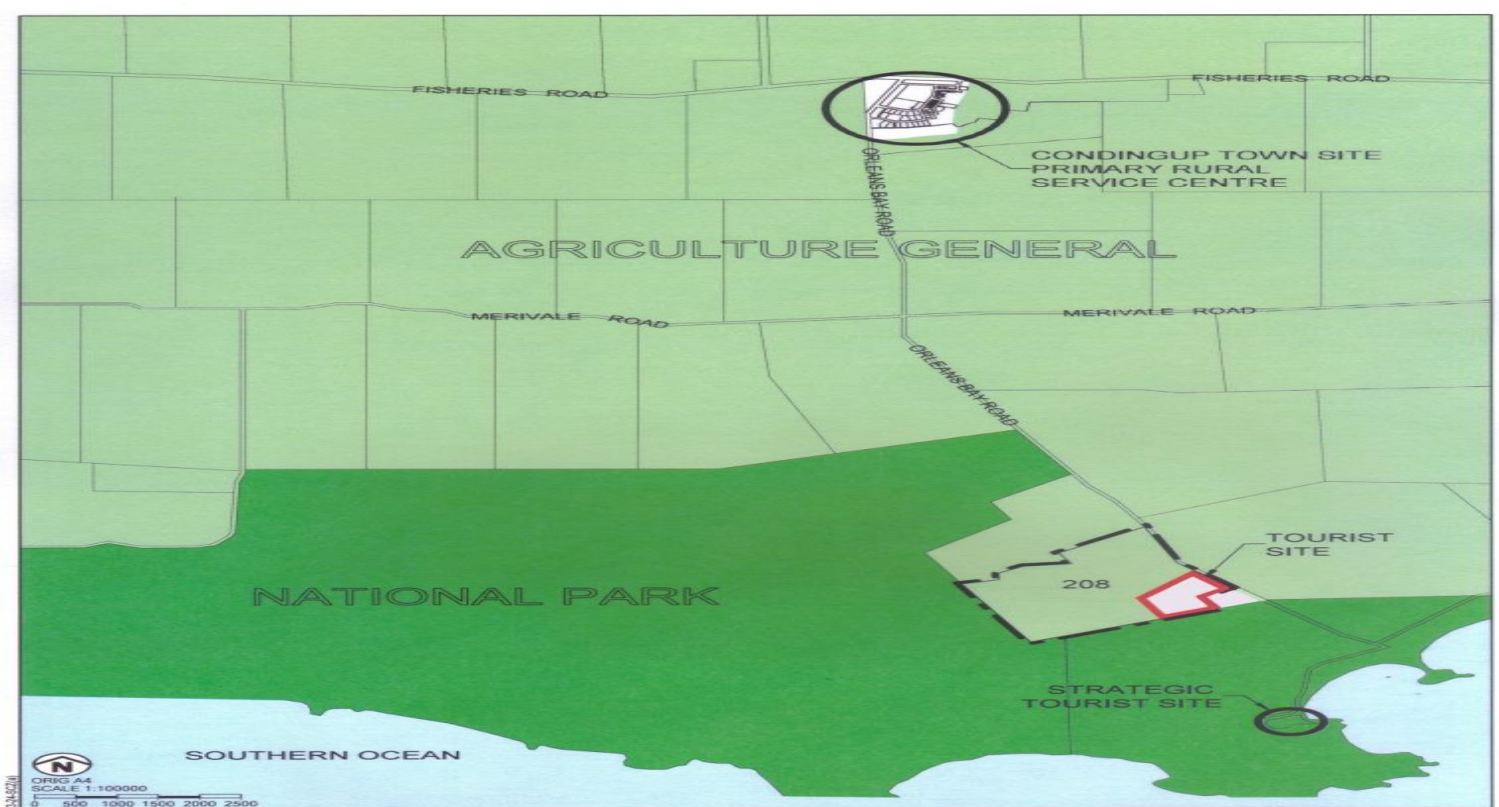 FISHERIES ROAD
FISHERIES ROAD
CONDINGUP TOWN SITE
PRIMARY RURAL
SERVICE CENTRE
ORLEANS BAY ROAD
AGRICULTURE GENERAL
MERIVALE ROAD
MERIVALE ROAD
ORLEANS BAY ROAD
TOURIST
SITE
208
NATIONAL PARK
STRATEGIC
TOURIST SITE
SOUTHERN OCEAN
N
ORIG A4
SCALE 1:100000
0 500 1000 1500 2000 2500